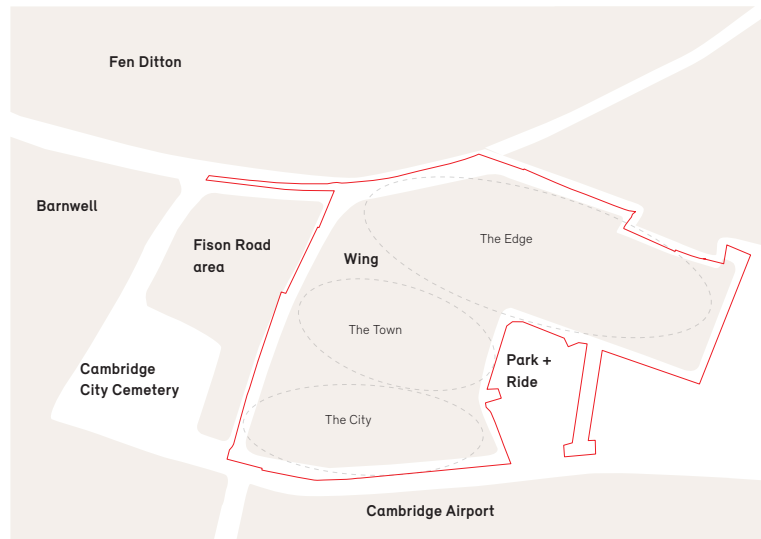 Fen Ditton
Barnwell
Fison Road
area
Wing
The Edge
The Town
Park +
Ride
Cambridge
City Cemetery
The City
Cambridge Airport